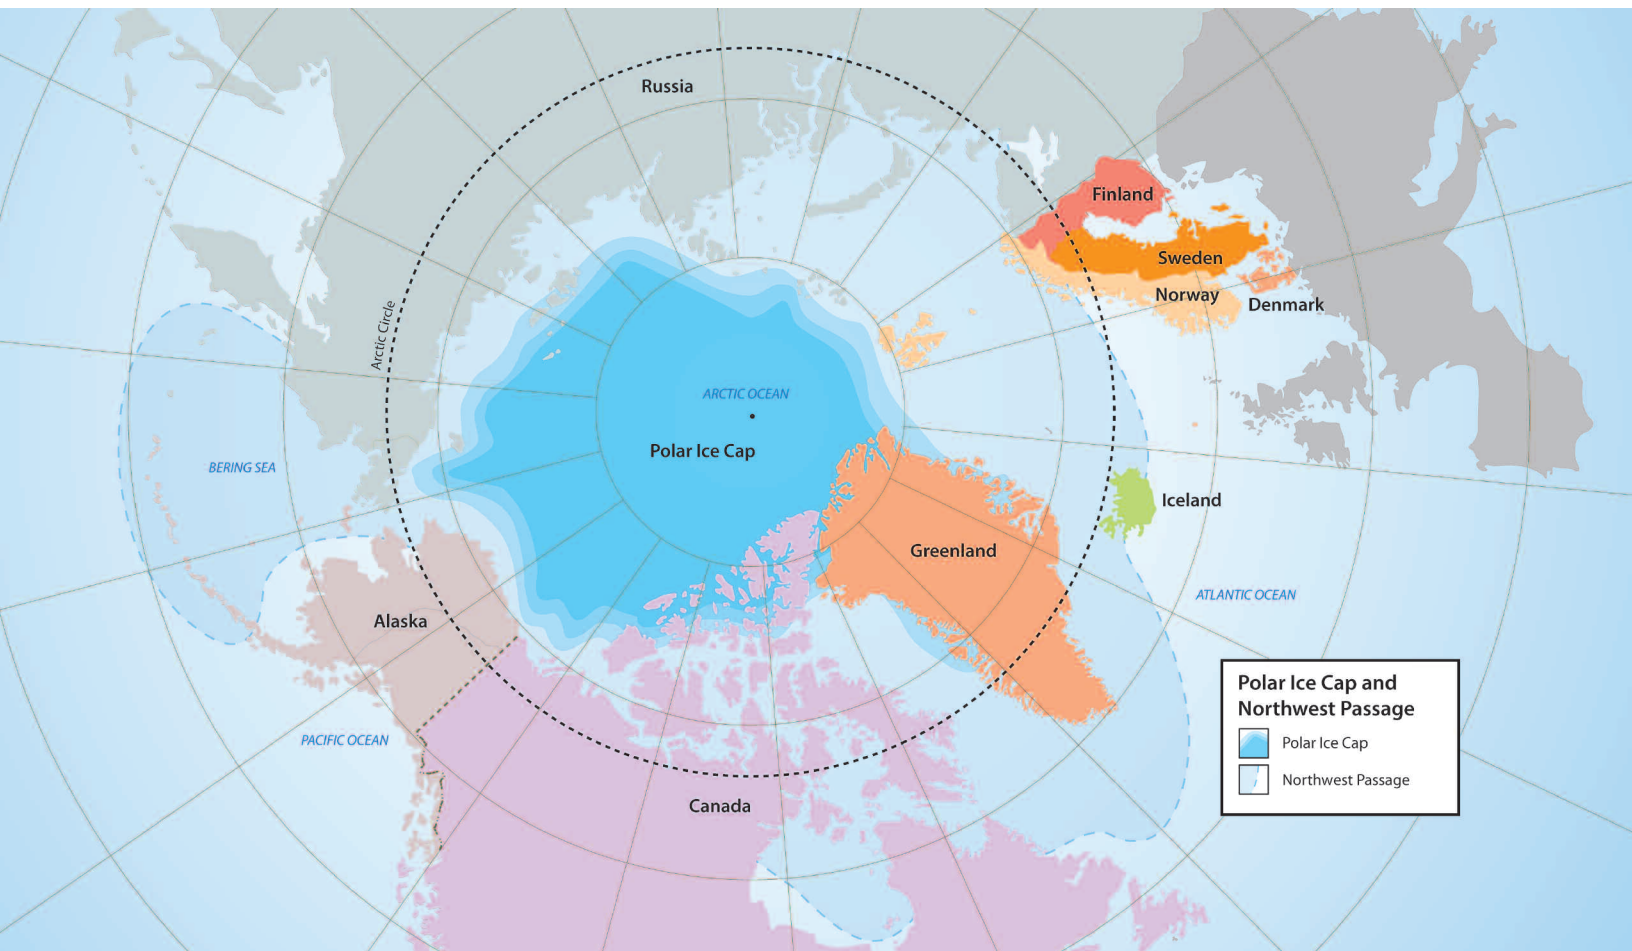 Russia
Finland
Sweden
Norway
Denmark
Arctic Circle
ARCTIC OCEAN
Polar Ice Cap
BERING SEA
Iceland
Greenland
ATLANTIC OCEAN
Alaska
PACIFIC OCEAN
Canada
Polar Ice Cap and
Northwest Passage
Polar Ice Cap
Northwest Passage